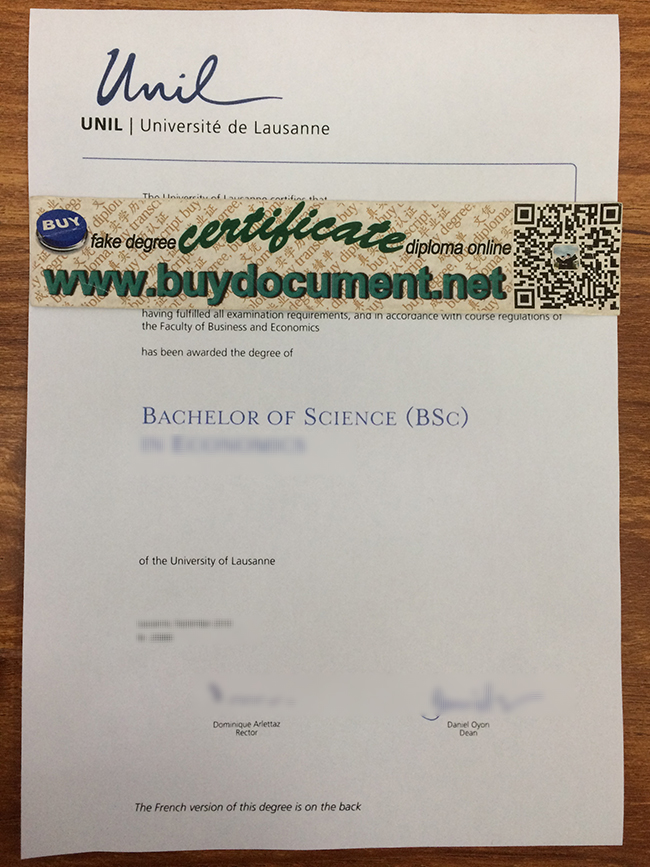 Unil
UNIL | Université de Lausanne
The University of Lausanne certifies that
BUY
fake degree certificate diploma online
www.buydocument.net
having fulfilled all examination requirements, and in accordance with course regulations of
the Faculty of Business and Economics
has been awarded the degree of
BACHELOR OF SCIENCE (BSC)
IN ECONOMICS
of the University of Lausanne
Dominique Arlettaz
Rector
Daniel Oyon
Dean
The French version of this degree is on the back